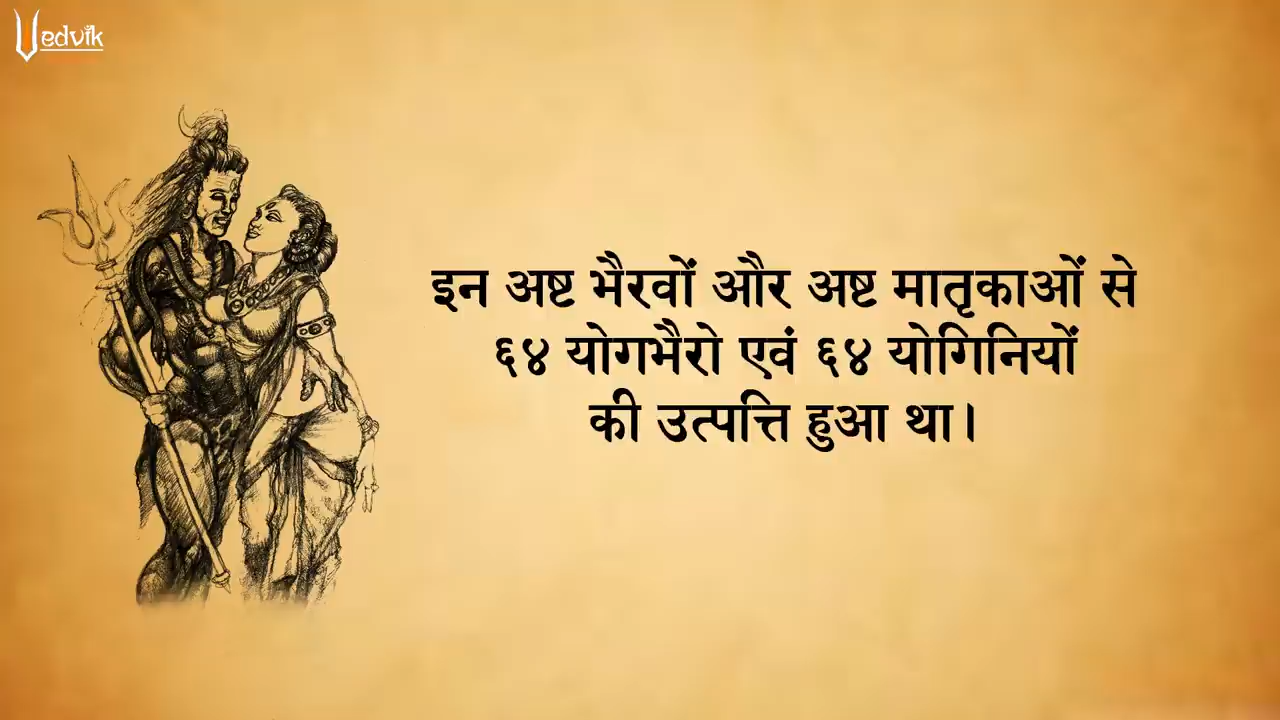 Vedvik
इन अष्ट भैरवों और अष्ट मातृकाओं से
६४ योगभैरो एवं ६४ योगिनियों
की उत्पत्ति हुआ था।